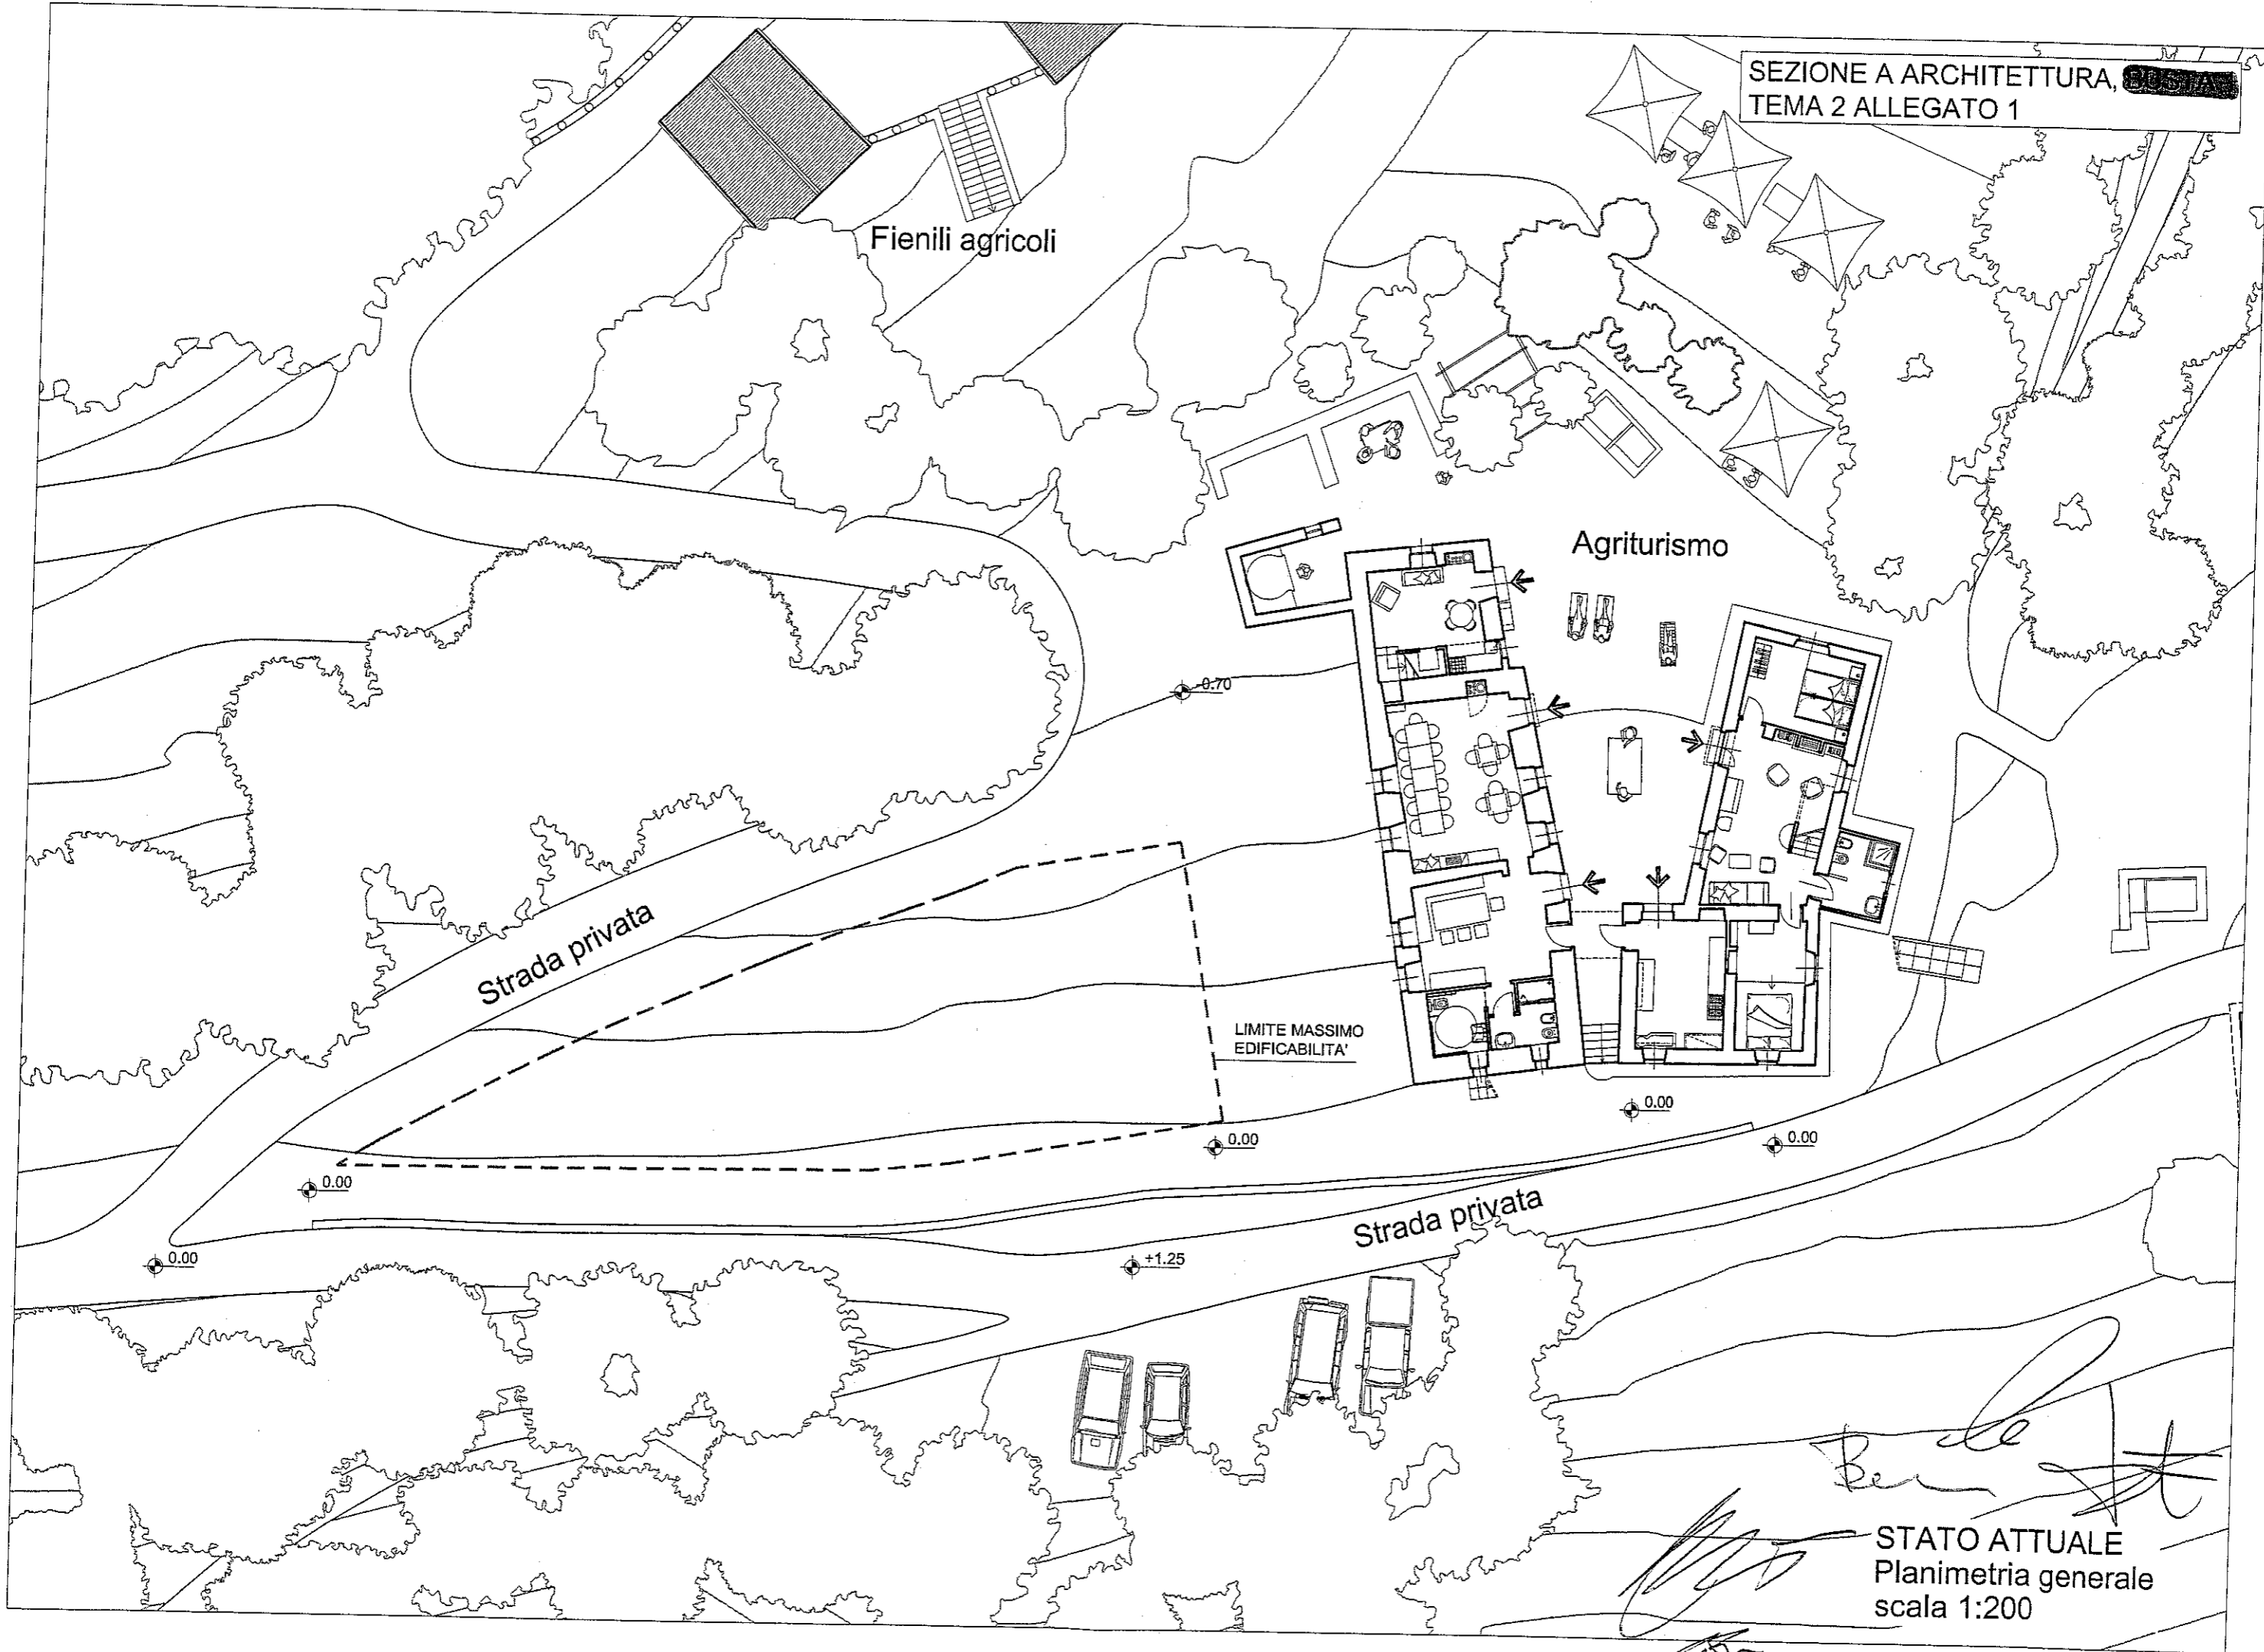 SEZIONE A ARCHITETTURA,
TEMA 2 ALLEGATO 1
Fienili agricoli
Agriturismo
-0.70
Strada privata
LIMITE MASSIMO
EDIFICABILITA'
0.00
0.00
0.00
0.00
0.00
Strada privata
+1.25
STATO ATTUALE
Planimetria generale
scala 1:200